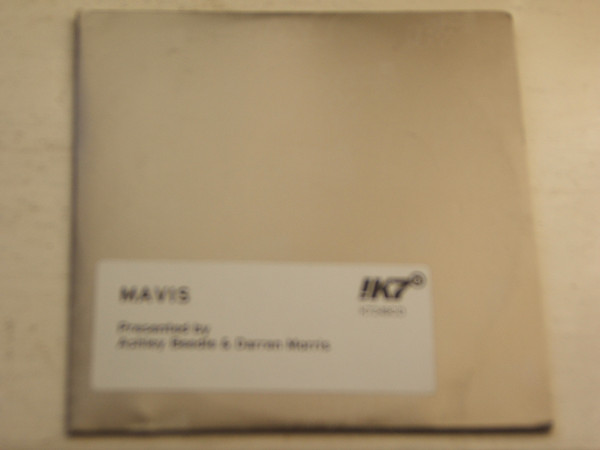 MAVIS
!K7
Presented by
Ashley Beedle & Darren Morris